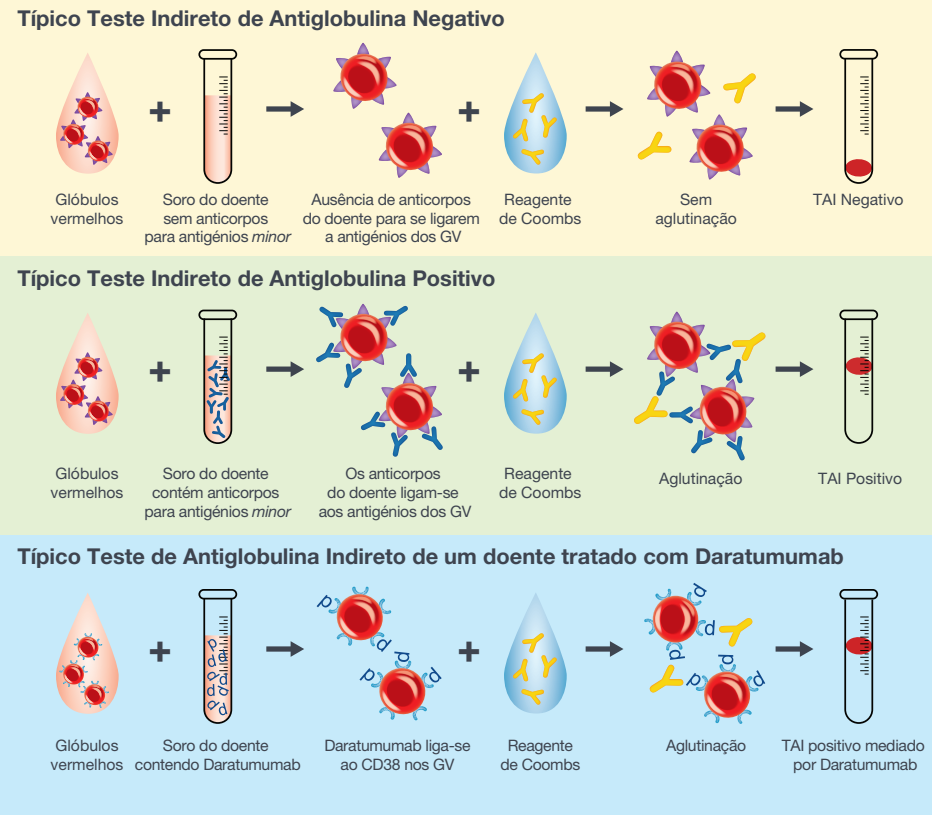 Típico Teste Indireto de Antiglobulina Negativo
Glóbulos
vermelhos
Soro do doente
sem anticorpos
para antigénios minor
Ausência de anticorpos
do doente para se ligarem
a antigénios dos GV
Reagente
de Coombs
Sem
aglutinação
TAI Negativo
Típico Teste Indireto de Antiglobulina Positivo
Glóbulos
vermelhos
Soro do doente
contém anticorpos
para antigénios minor
Os anticorpos
do doente ligam-se
aos antigénios dos GV
Reagente
de Coombs
Aglutinação
TAI Positivo
Típico Teste de Antiglobulina Indireto de um doente tratado com Daratumumab
Glóbulos
vermelhos
Soro do doente
contendo Daratumumab
Daratumumab liga-se
ao CD38 nos GV
Reagente
de Coombs
Aglutinação
TAI positivo mediado
por Daratumumab